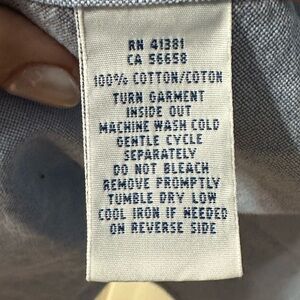 RN 41381
CA 56658
100% COTTON/COTON
TURN GARMENT
INSIDE OUT
MACHINE WASH COLD
GENTLE CYCLE
SEPARATELY
DO NOT BLEACH
REMOVE PROMPTLY
TUMBLE DRY LOW
COOL IRON IF NEEDED
ON REVERSE SIDE